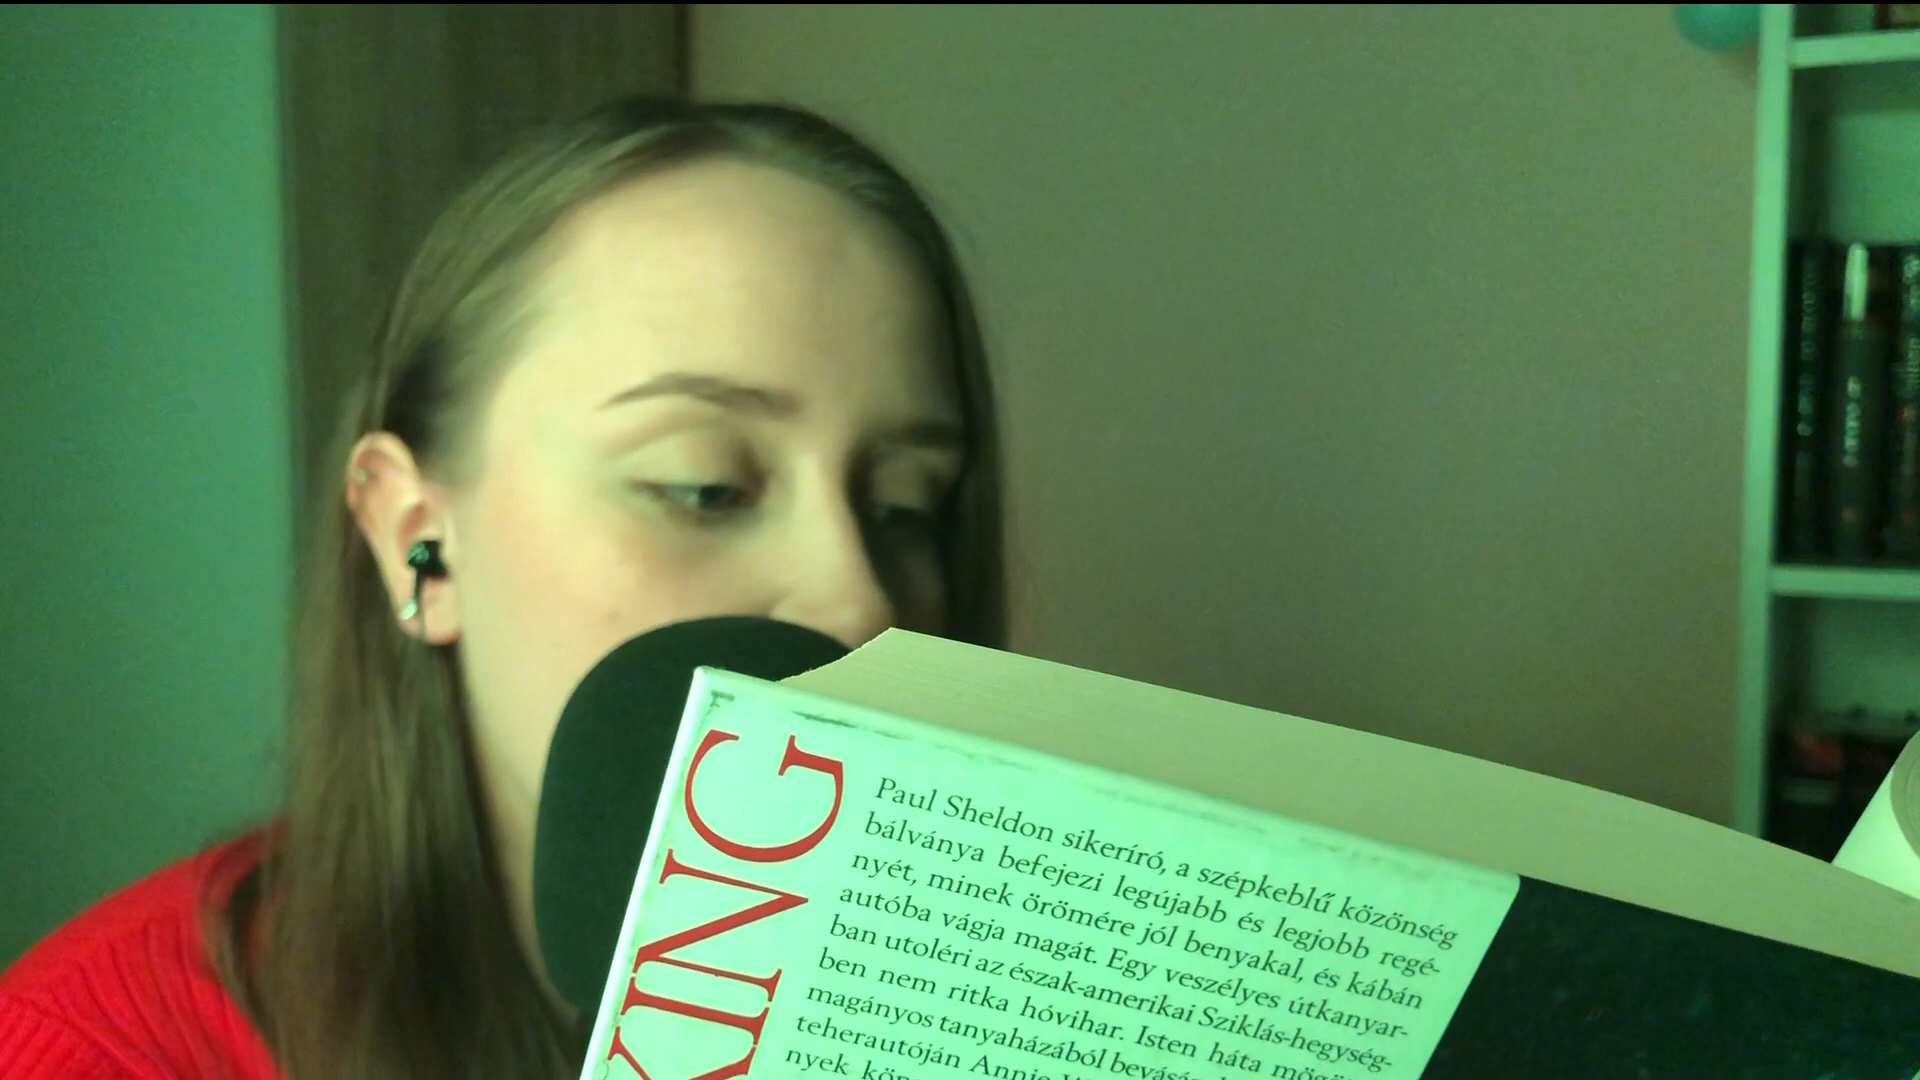 KING
Paul Sheldon sikeríró, a szépkeblű közönség
bálványa befejezi legújabb és legjobb regé-
nyét, minek örömére jól benyakal, és kábán
autóba vágja magát. Egy veszélyes útkanyar-
ban utoléri az észak-amerikai Sziklás-hegység-
ben nem ritka hóvihar. Isten háta
magányos tanyaházából
teherautóján Annie
nyek